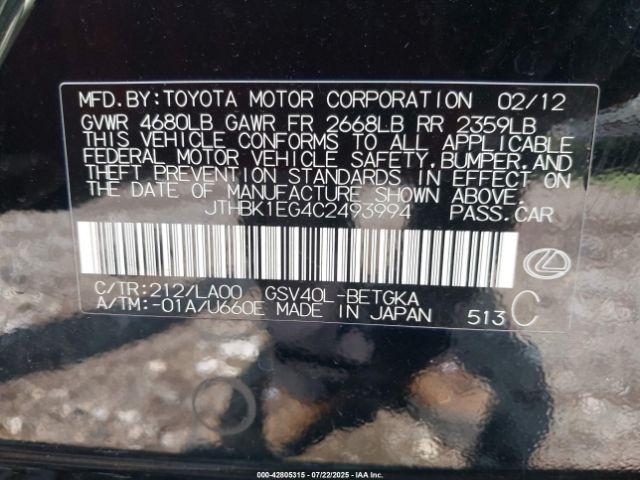 MFD.BY:TOYOTA MOTOR CORPORATION 02/12
GVWR 4680LB GAWR FR 2668LB RR 2359LB
THIS VEHICLE CONFORMS TO ALL APPLICABLE
FEDERAL MOTOR VEHICLE SAFETY,BUMPER,AND
THEFT PREVENTION STANDARDS IN EFFECT ON
THE DATE OF MANUFACTURE SHOWN ABOVE.
JTHBK1EG4C2493994 PASS.CAR
C/TR:212/LA00 GSV40L-BETGKA
A/TM:-01A/U660E MADE IN JAPAN 513 C
000-42805315 07/22/2025 IAAI INC.